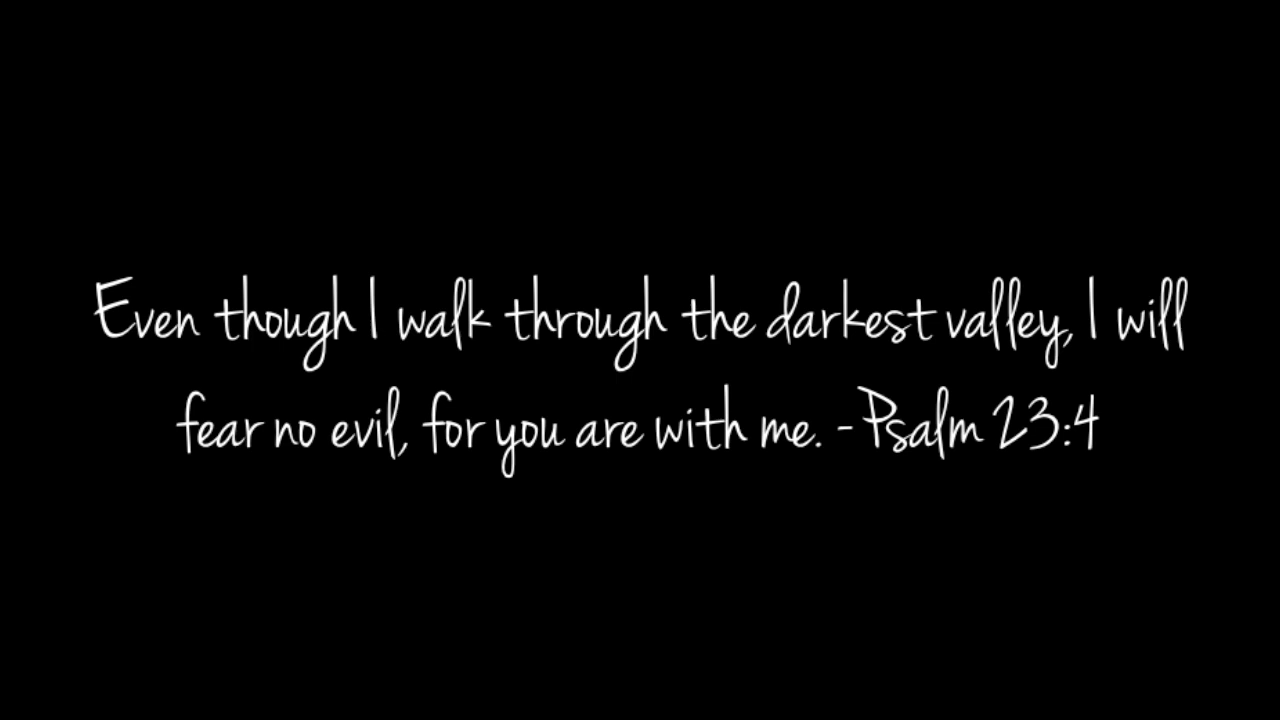 Even though I walk through the darkest valley, I will
fear no evil, for you are with me. - Psalm 23:4